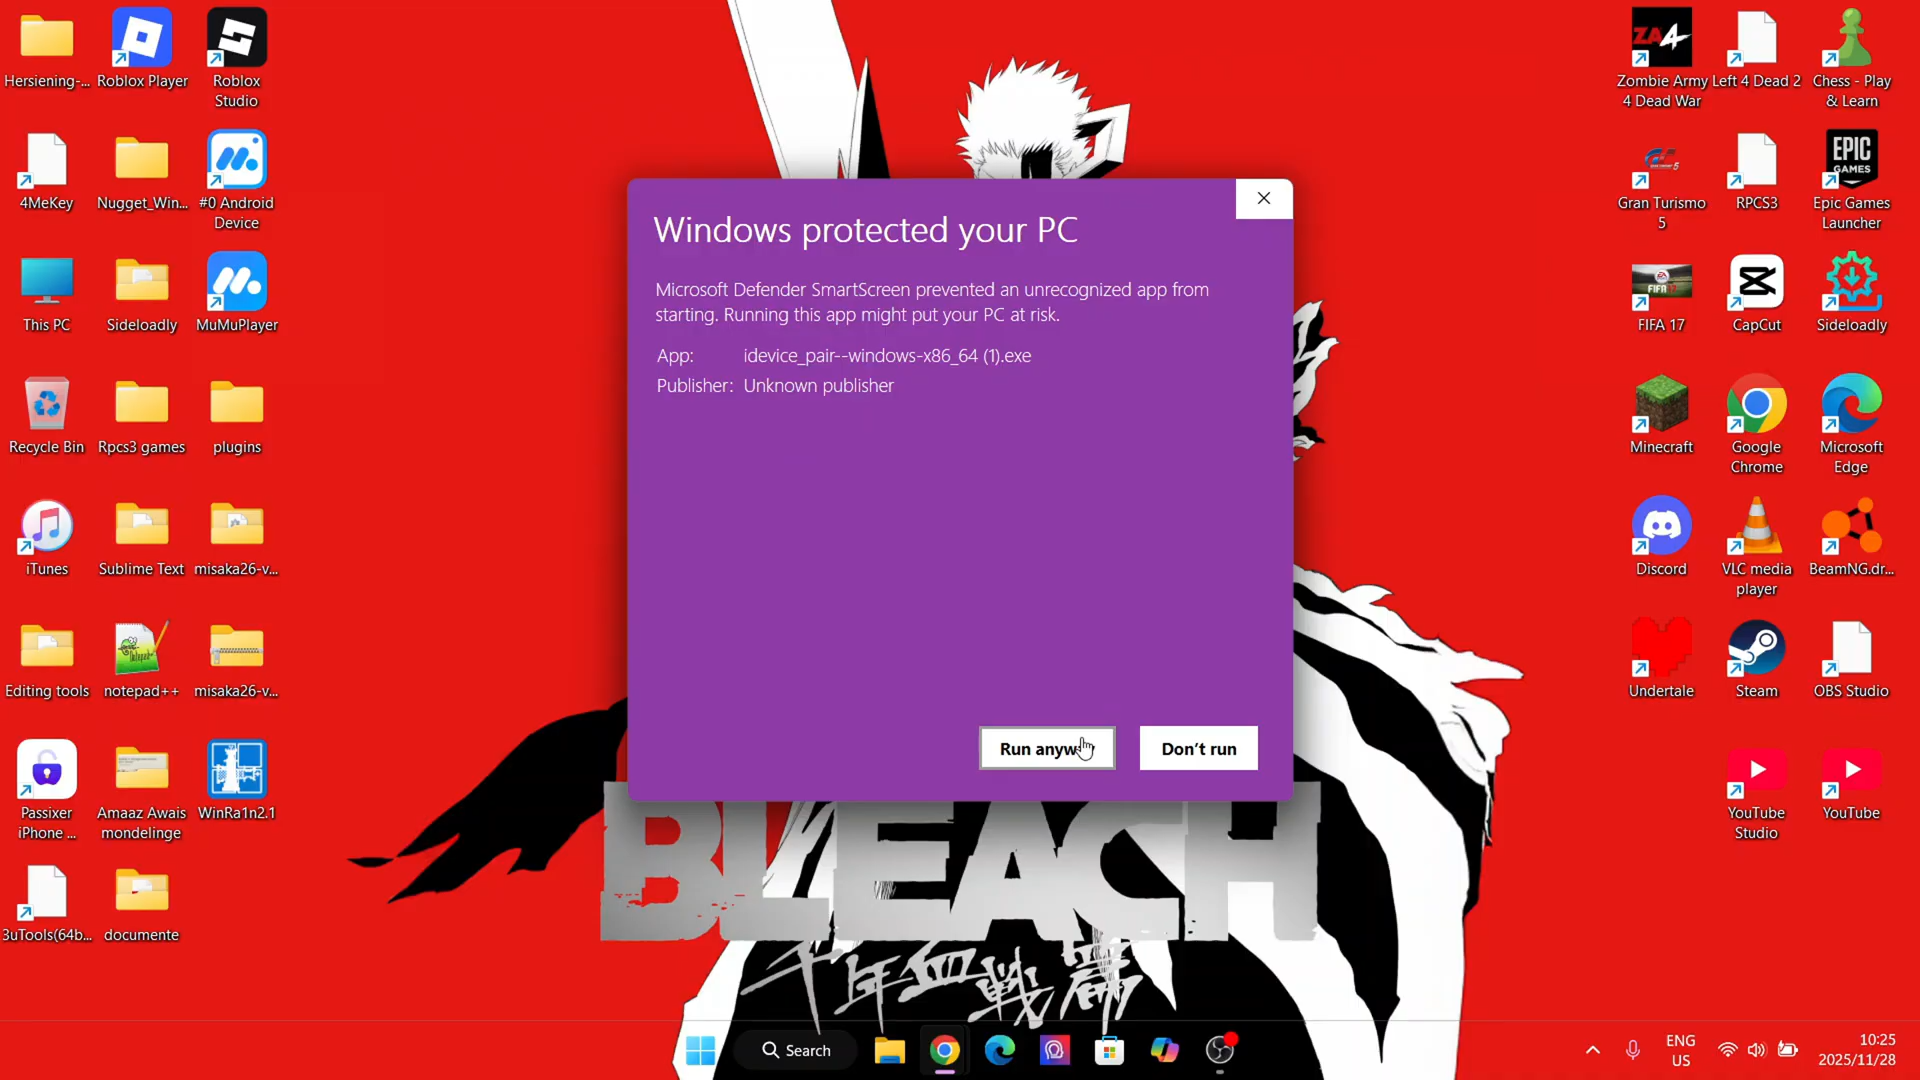 Hersiening-...
Roblox Player
Roblox
Studio
4MeKey
Nugget_Win...
#0 Android
Device
This PC
Sideloadly
MuMuPlayer
Recycle Bin
Rpcs3 games
plugins
iTunes
Sublime Text
misaka26-v...
Editing tools
notepad++
misaka26-v...
Passixer
iPhone ...
Amaaz Awais
mondelinge
WinRa1n2.1
3uTools(64b...
documente
Windows protected your PC
Microsoft Defender SmartScreen prevented an unrecognized app from
starting. Running this app might put your PC at risk.
App: idevice_pair--windows-x86_64 (1).exe
Publisher: Unknown publisher
Don't run
BLEACH
千年血戦篇
ZA4
Zombie Army
4 Dead War
Left 4 Dead 2
Chess - Play
& Learn
Gran Turismo
5
RPCS3
EPIC
GAMES
Epic Games
Launcher
FIFA 17
CapCut
Sideloadly
Minecraft
Google
Chrome
Microsoft
Edge
Discord
VLC media
player
BeamNG.dr...
Undertale
Steam
OBS Studio
YouTube
Studio
YouTube
Search
ENG
US
10:25
2025/11/28